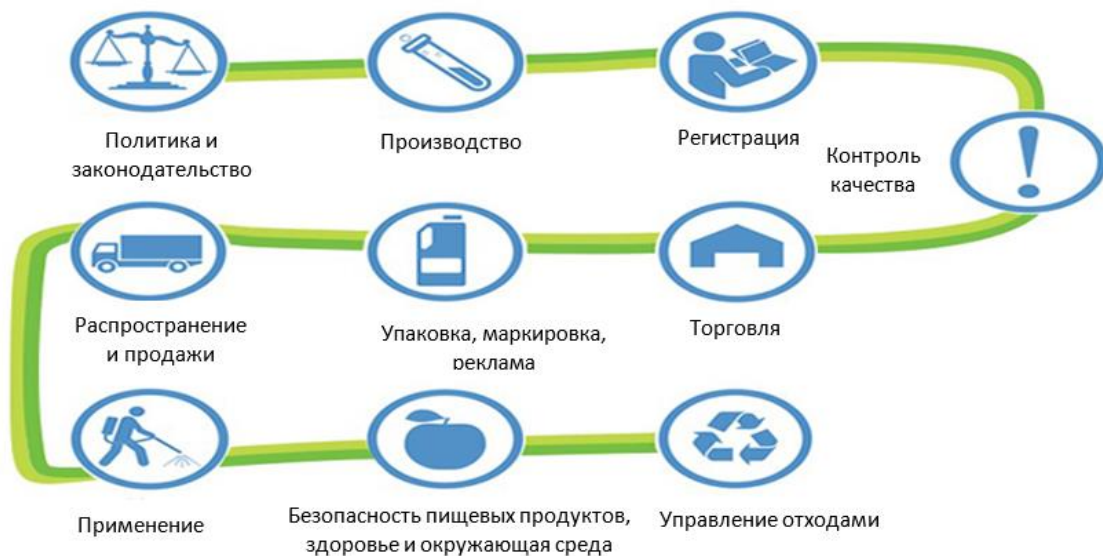 Политика и
законодательство
Производство
Регистрация
Контроль
качества
Распространение
и продажи
Упаковка, маркировка,
реклама
Торговля
Применение
Безопасность пищевых продуктов,
здоровье и окружающая среда
Управление отходами